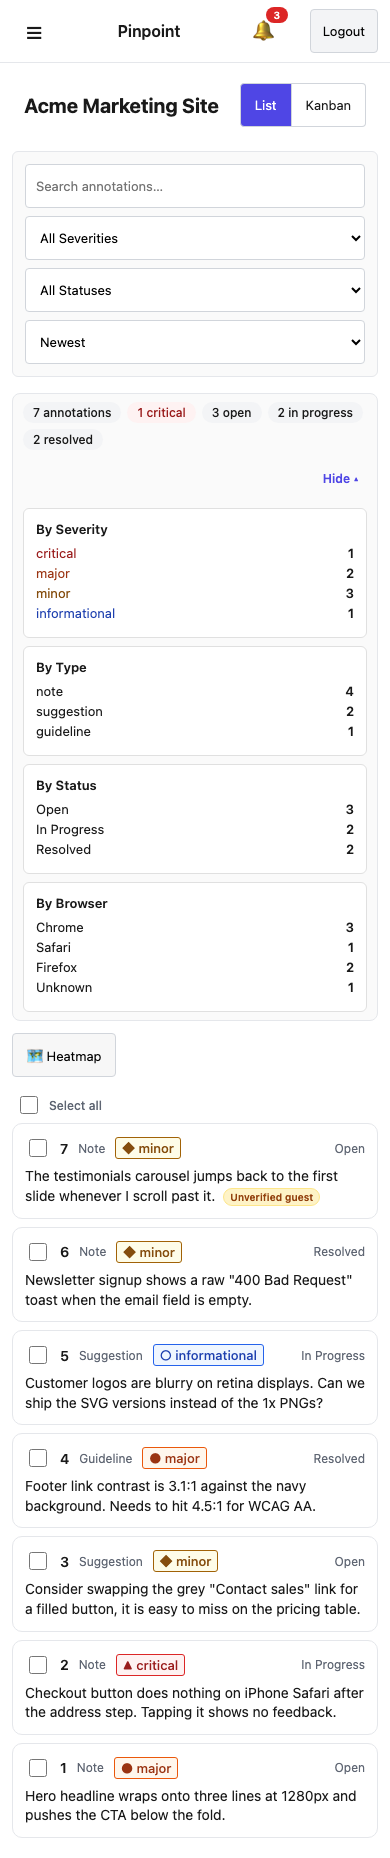 Pinpoint
3
Logout
Acme Marketing Site
List
Kanban
Search annotations...
All Severities
All Statuses
Newest
7 annotations
1 critical
3 open
2 in progress
2 resolved
Hide
By Severity
critical 1
major 2
minor 3
informational 1
By Type
note 4
suggestion 2
guideline 1
By Status
Open 3
In Progress 2
Resolved 2
By Browser
Chrome 3
Safari 1
Firefox 2
Unknown 1
Heatmap
Select all
7 Note minor Open
The testimonials carousel jumps back to the first
slide whenever I scroll past it. Unverified guest
6 Note minor Resolved
Newsletter signup shows a raw "400 Bad Request"
toast when the email field is empty.
5 Suggestion informational In Progress
Customer logos are blurry on retina displays. Can we
ship the SVG versions instead of the 1x PNGs?
4 Guideline major Resolved
Footer link contrast is 3.1:1 against the navy
background. Needs to hit 4.5:1 for WCAG AA.
3 Suggestion minor Open
Consider swapping the grey "Contact sales" link for
a filled button, it is easy to miss on the pricing table.
2 Note critical In Progress
Checkout button does nothing on iPhone Safari after
the address step. Tapping it shows no feedback.
1 Note major Open
Hero headline wraps onto three lines at 1280px and
pushes the CTA below the fold.